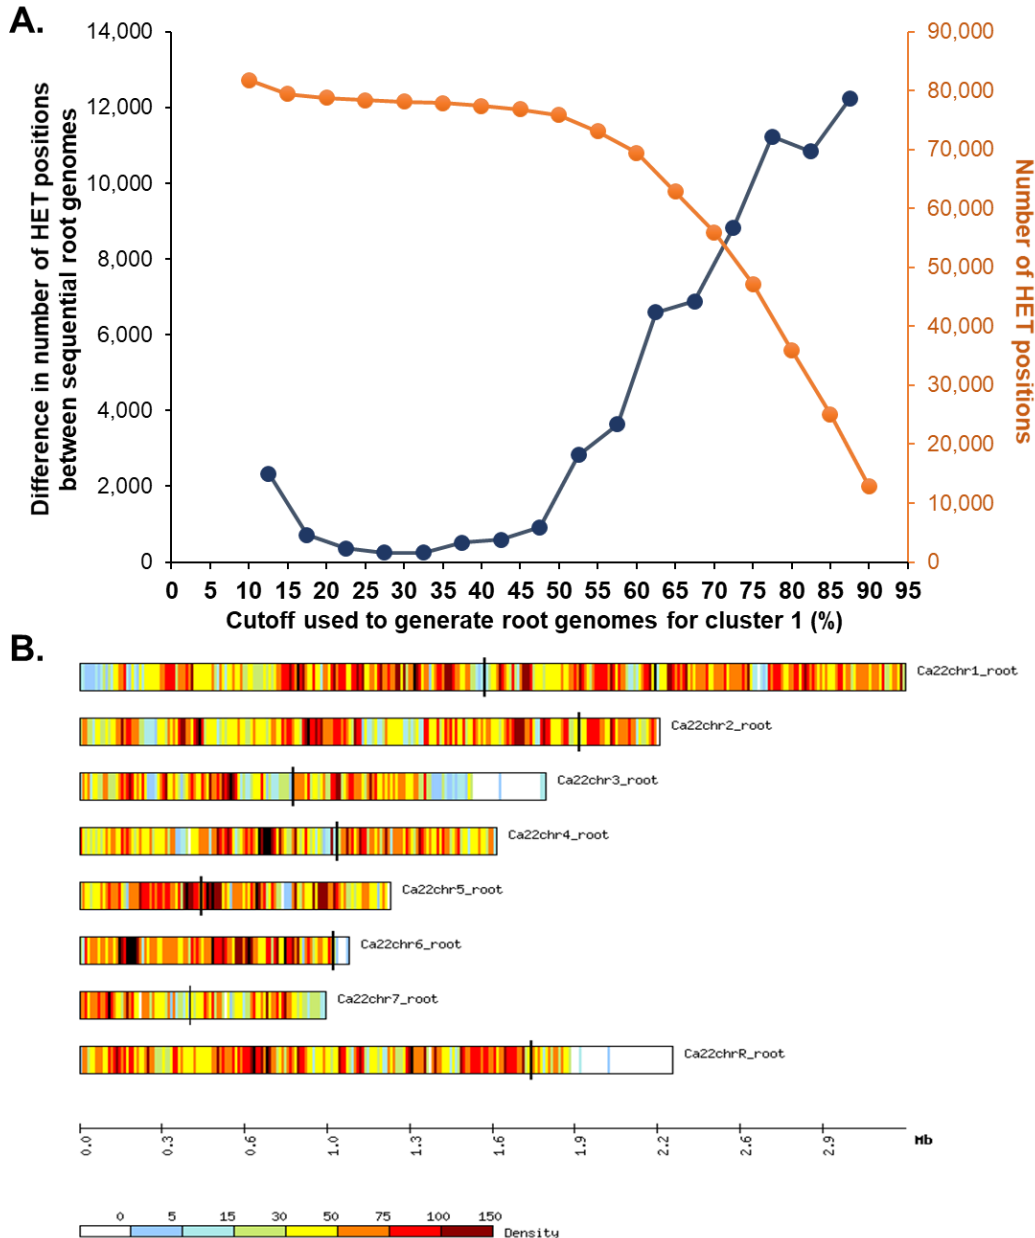 A.
Difference in number of HET positions
between sequential root genomes
14,000
12,000
10,000
8,000
6,000
4,000
2,000
0
90,000
80,000
70,000
60,000
50,000
40,000
30,000
20,000
10,000
0
Number of HET positions
0 5 10 15 20 25 30 35 40 45 50 55 60 65 70 75 80 85 90 95
Cutoff used to generate root genomes for cluster 1 (%)
B.
Ca22chr1_root
Ca22chr2_root
Ca22chr3_root
Ca22chr4_root
Ca22chr5_root
Ca22chr6_root
Ca22chr7_root
Ca22chrR_root
0.0 0.3 0.6 1.0 1.3 1.6 1.9 2.2 2.6 2.9 Mb
0 5 15 30 50 75 100 150
Density